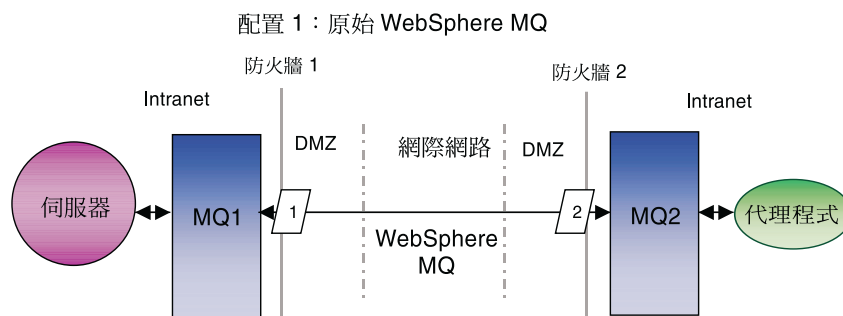 配置 1：原始 WebSphere MQ
防火牆 1
防火牆 2
Intranet
Intranet
DMZ
網際網路
DMZ
伺服器
MQ1
1
2
MQ2
代理程式
WebSphere
MQ